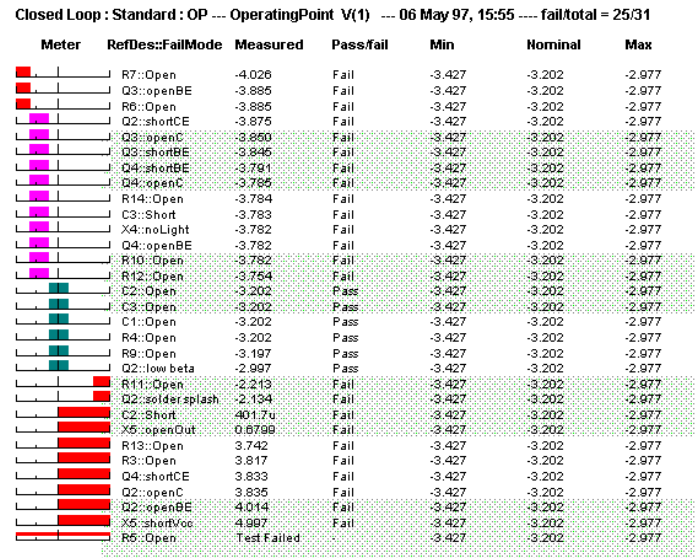 Closed Loop : Standard : OP --- OperatingPoint V(1) --- 06 May 97, 15:55 ---- fail/total = 25/31
Meter RefDes::FailMode Measured Pass/fail Min Nominal Max
R7::Open -4.026 Fail -3.427 -3.202 -2.977
Q3::openBE -3.885 Fail -3.427 -3.202 -2.977
R6::Open -3.885 Fail -3.427 -3.202 -2.977
Q2::shortCE -3.875 Fail -3.427 -3.202 -2.977
Q3::openC -3.850 Fail -3.427 -3.202 -2.977
Q3::shortBE -3.845 Fail -3.427 -3.202 -2.977
Q4::shortBE -3.791 Fail -3.427 -3.202 -2.977
Q4::openC -3.785 Fail -3.427 -3.202 -2.977
R14::Open -3.784 Fail -3.427 -3.202 -2.977
C3::Short -3.783 Fail -3.427 -3.202 -2.977
X4::noLight -3.782 Fail -3.427 -3.202 -2.977
Q4::openBE -3.782 Fail -3.427 -3.202 -2.977
R10::Open -3.782 Fail -3.427 -3.202 -2.977
R12::Open -3.754 Fail -3.427 -3.202 -2.977
C2::Open -3.202 Pass -3.427 -3.202 -2.977
C3::Open -3.202 Pass -3.427 -3.202 -2.977
C1::Open -3.202 Pass -3.427 -3.202 -2.977
R4::Open -3.202 Pass -3.427 -3.202 -2.977
R9::Open -3.197 Pass -3.427 -3.202 -2.977
Q2::low beta -2.997 Pass -3.427 -3.202 -2.977
R11::Open -2.213 Fail -3.427 -3.202 -2.977
Q2::solder splash -2.134 Fail -3.427 -3.202 -2.977
C2::Short 401.7u Fail -3.427 -3.202 -2.977
X5::openOut 0.6799 Fail -3.427 -3.202 -2.977
R13::Open 3.742 Fail -3.427 -3.202 -2.977
R3::Open 3.817 Fail -3.427 -3.202 -2.977
Q4::shortCE 3.833 Fail -3.427 -3.202 -2.977
Q2::openC 3.835 Fail -3.427 -3.202 -2.977
Q2::openBE 4.014 Fail -3.427 -3.202 -2.977
X5::shortVcc 4.997 Fail -3.427 -3.202 -2.977
R5::Open Test Failed - -3.427 -3.202 -2.977